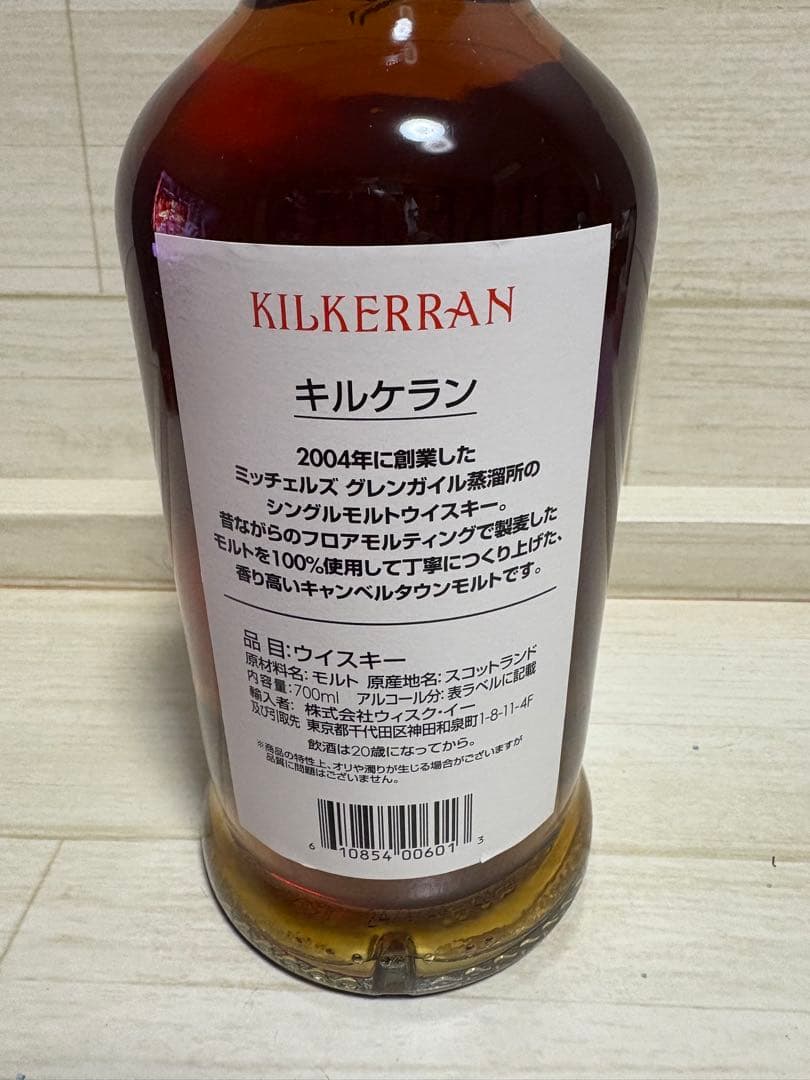 KILKERRAN
キルケラン
2004年に創業した
ミッチェルズ グレンガイル蒸溜所の
シングルモルトウイスキー。
昔ながらのフロアモルティングで製麦した
モルトを100%使用して丁寧につくり上げた、
香り高いキャンベルタウンモルトです。
品目:ウイスキー
原材料名:モルト 原産地名:スコットランド
内容量:700ml アルコール分:表ラベルに記載
輸入者: 株式会社ウィスク・イー
及び引取先 東京都千代田区神田和泉町1-8-11-4F
飲酒は20歳になってから。
※商品の特性上、オリや濁りが生じる場合がございますが
品質に問題はございません。
6 10854 00601 3